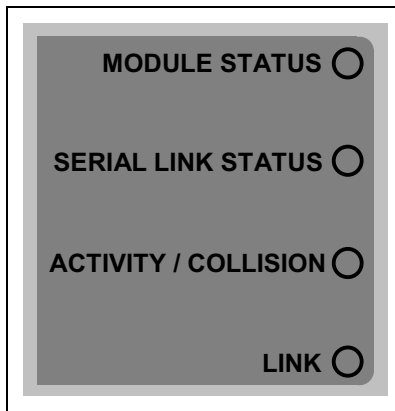 MODULE STATUS
SERIAL LINK STATUS
ACTIVITY / COLLISION
LINK